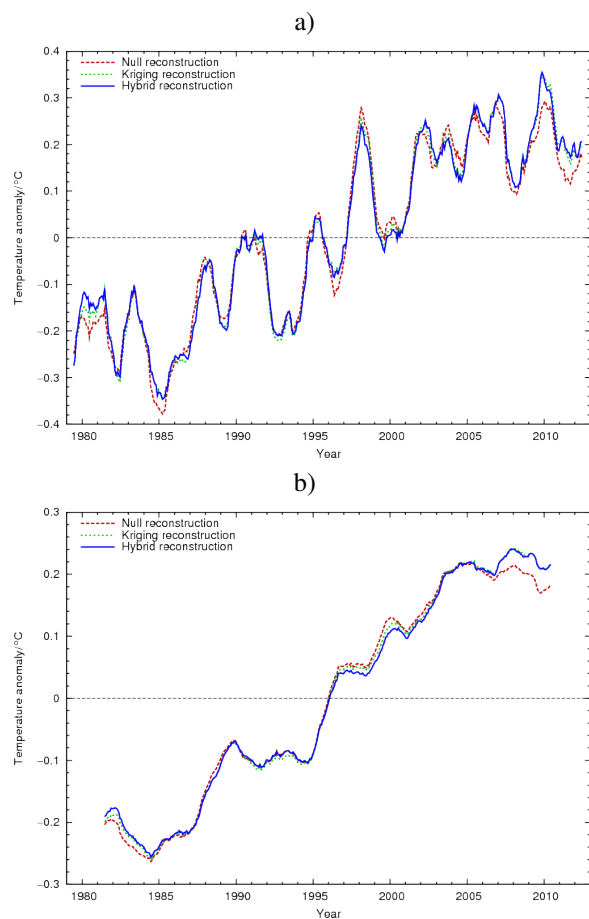 a)
0.4
Null reconstruction
Kriging reconstruction
Hybrid reconstruction
0.3
0.2
0.1
0
−0.1
−0.2
−0.3
−0.4
Temperature anomaly/°C
1980 1985 1990 1995 2000 2005 2010
Year
b)
0.3
Null reconstruction
Kriging reconstruction
Hybrid reconstruction
0.2
0.1
0
−0.1
−0.2
−0.3
Temperature anomaly/°C
1980 1985 1990 1995 2000 2005 2010
Year